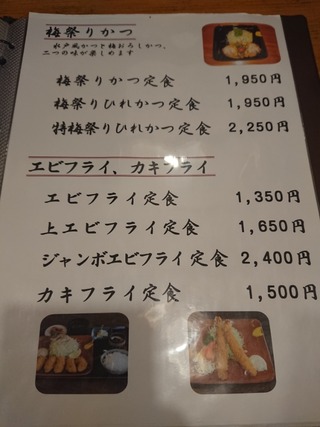 梅祭りかつ
水戸風かつと梅おろしかつ、
二つの味が楽しめます
梅祭りかつ定食 1,950円
梅祭りひれかつ定食 1,950円
特梅祭りひれかつ定食 2,250円
エビフライ、カキフライ
エビフライ定食 1,350円
上エビフライ定食 1,650円
ジャンボエビフライ定食 2,400円
カキフライ定食 1,500円